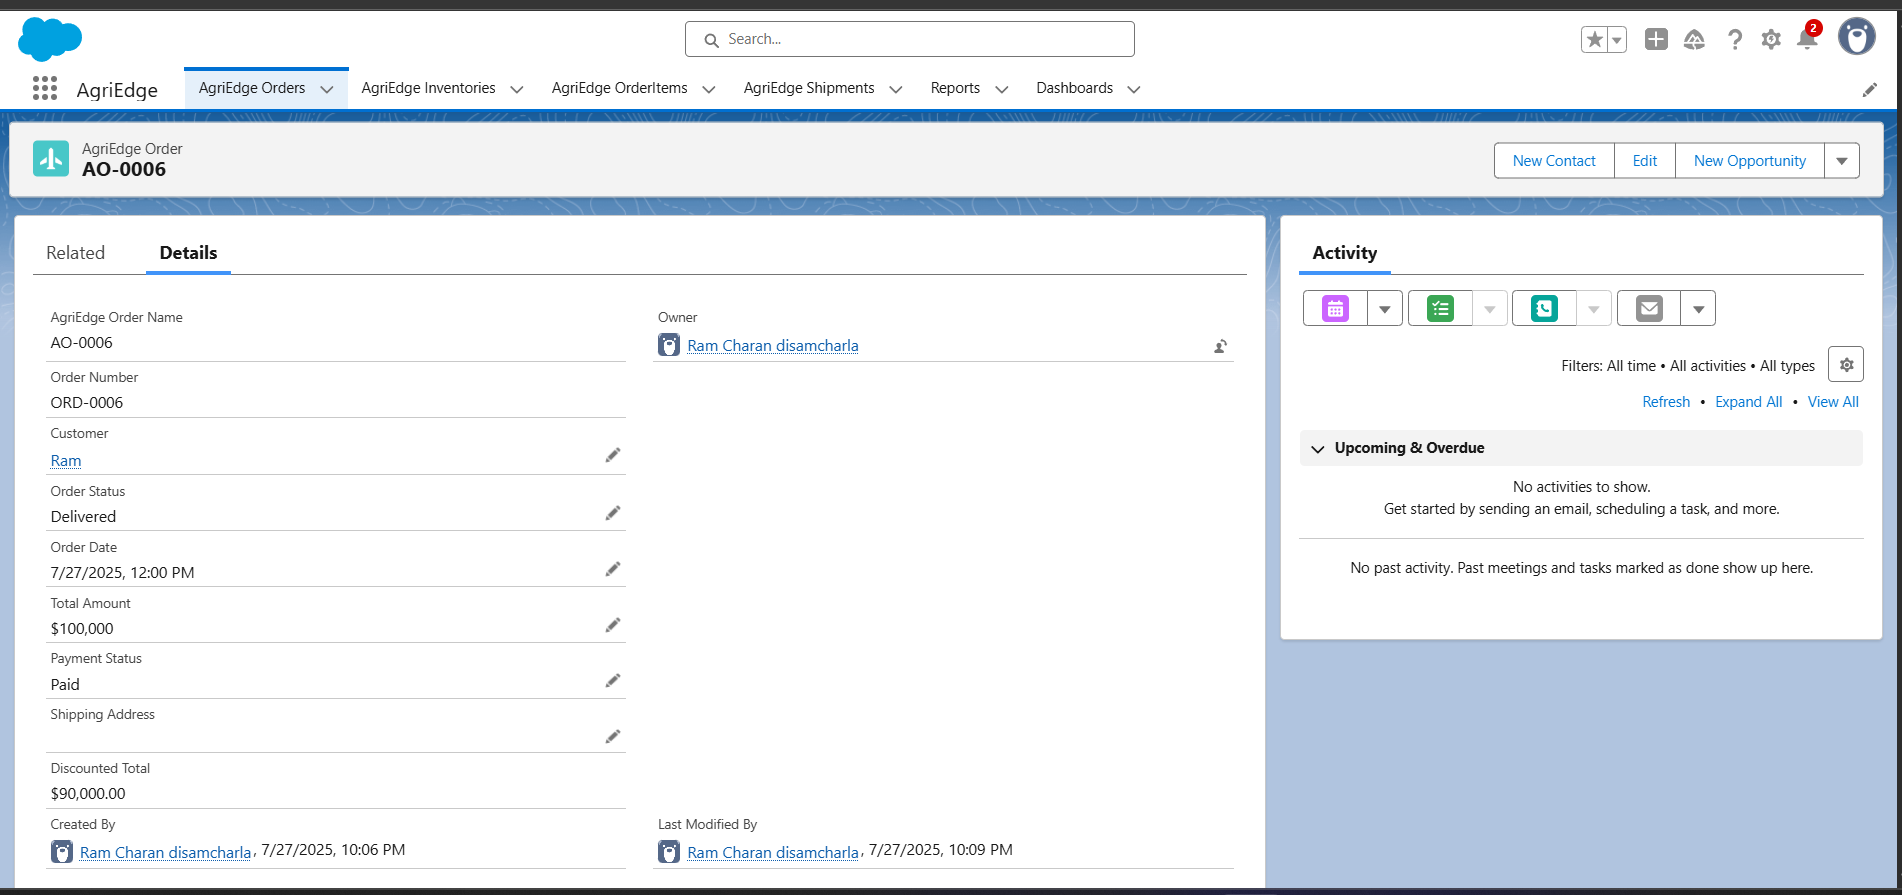 Search...
2
AgriEdge
AgriEdge Orders
AgriEdge Inventories
AgriEdge OrderItems
AgriEdge Shipments
Reports
Dashboards
AgriEdge Order
AO-0006
New Contact
Edit
New Opportunity
Related
Details
AgriEdge Order Name
AO-0006
Owner
Ram Charan disamcharla
Order Number
ORD-0006
Customer
Ram
Order Status
Delivered
Order Date
7/27/2025, 12:00 PM
Total Amount
$100,000
Payment Status
Paid
Shipping Address
Discounted Total
$90,000.00
Created By
Ram Charan disamcharla, 7/27/2025, 10:06 PM
Last Modified By
Ram Charan disamcharla, 7/27/2025, 10:09 PM
Activity
Filters: All time • All activities • All types
Refresh • Expand All • View All
Upcoming & Overdue
No activities to show.
Get started by sending an email, scheduling a task, and more.
No past activity. Past meetings and tasks marked as done show up here.